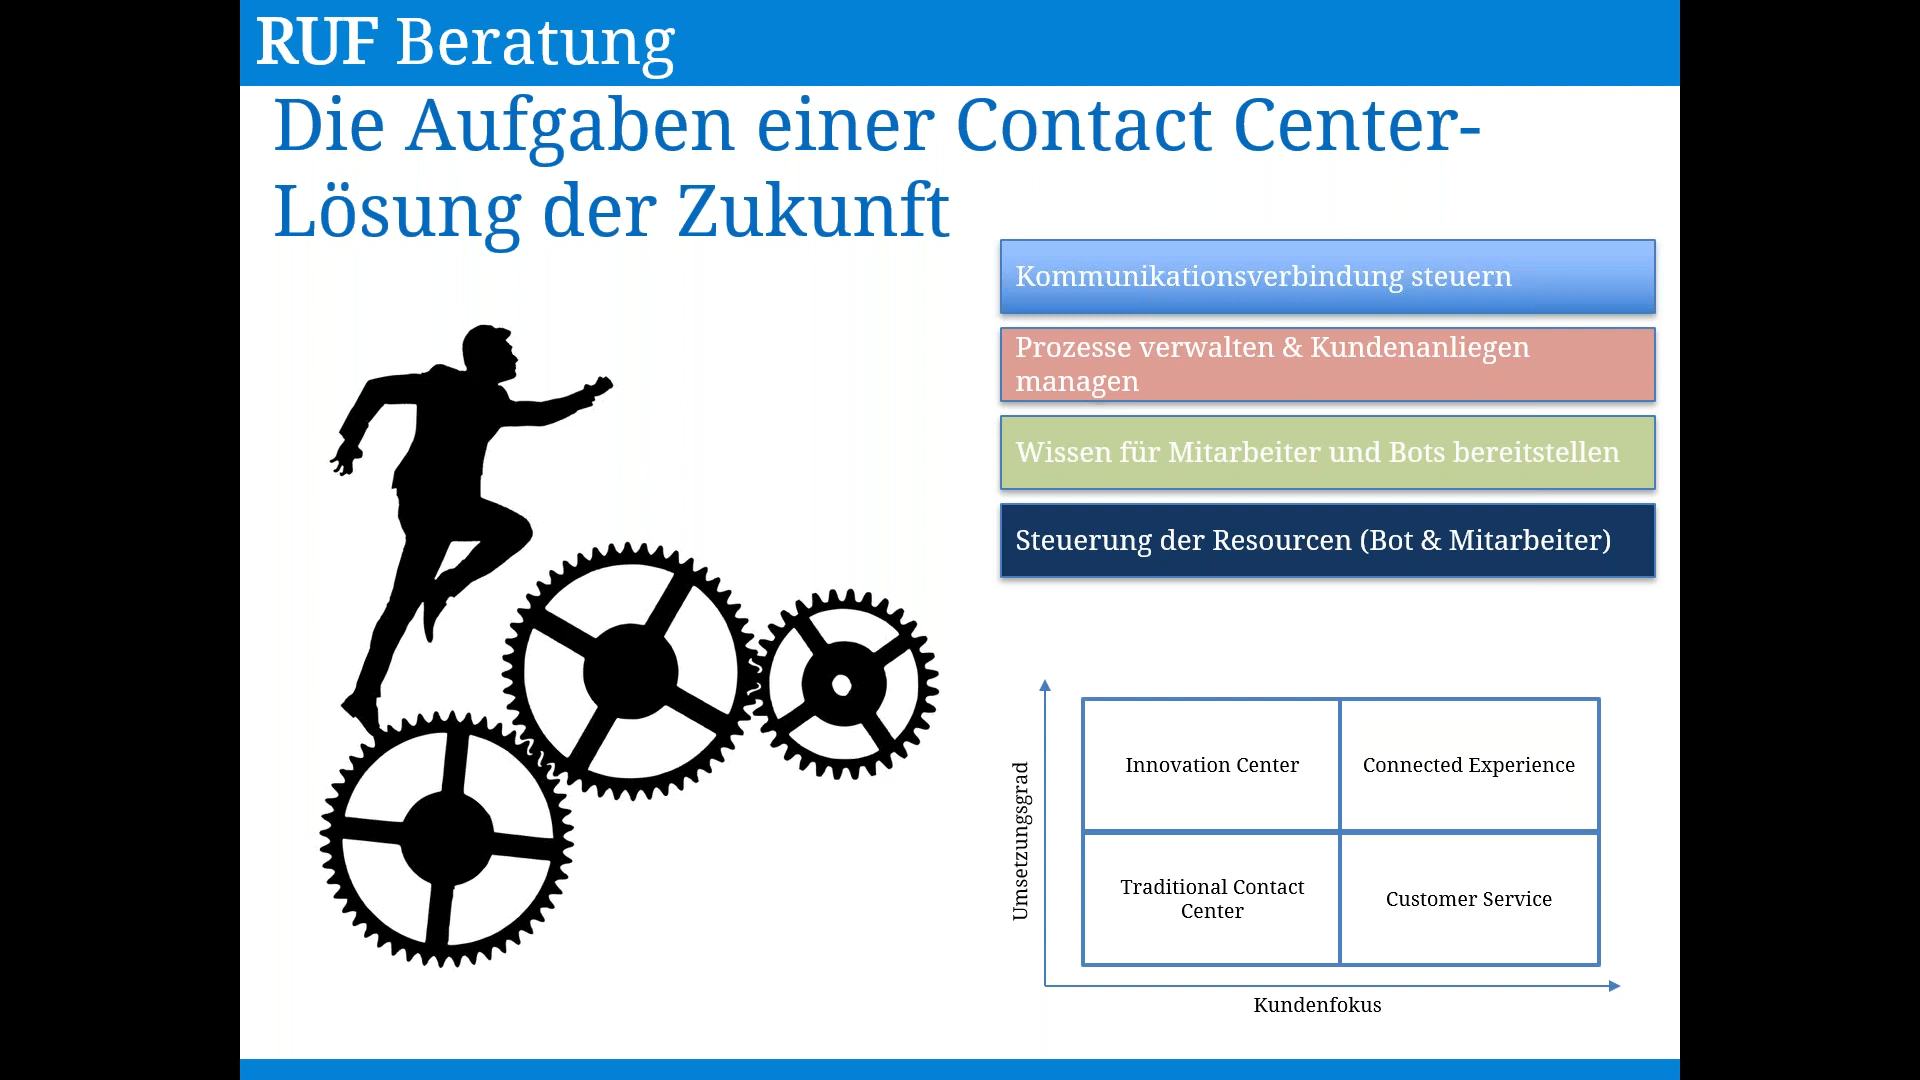 RUF Beratung
Die Aufgaben einer Contact Center-
Lösung der Zukunft
Kommunikationsverbindung steuern
Prozesse verwalten & Kundenanliegen
managen
Wissen für Mitarbeiter und Bots bereitstellen
Steuerung der Resourcen (Bot & Mitarbeiter)
Umsetzungsgrad
Innovation Center
Connected Experience
Traditional Contact
Center
Customer Service
Kundenfokus